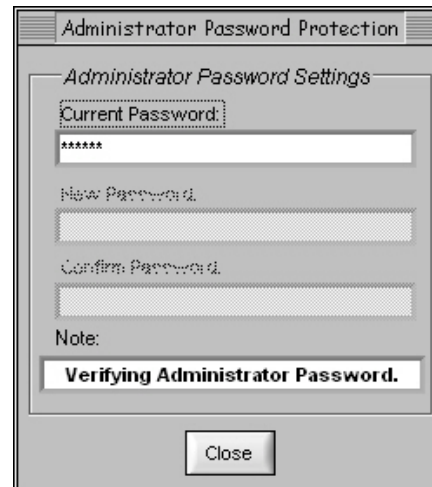 Administrator Password Protection
Administrator Password Settings
Current Password:
******
New Password:
Confirm Password:
Note:
Verifying Administrator Password.
Close